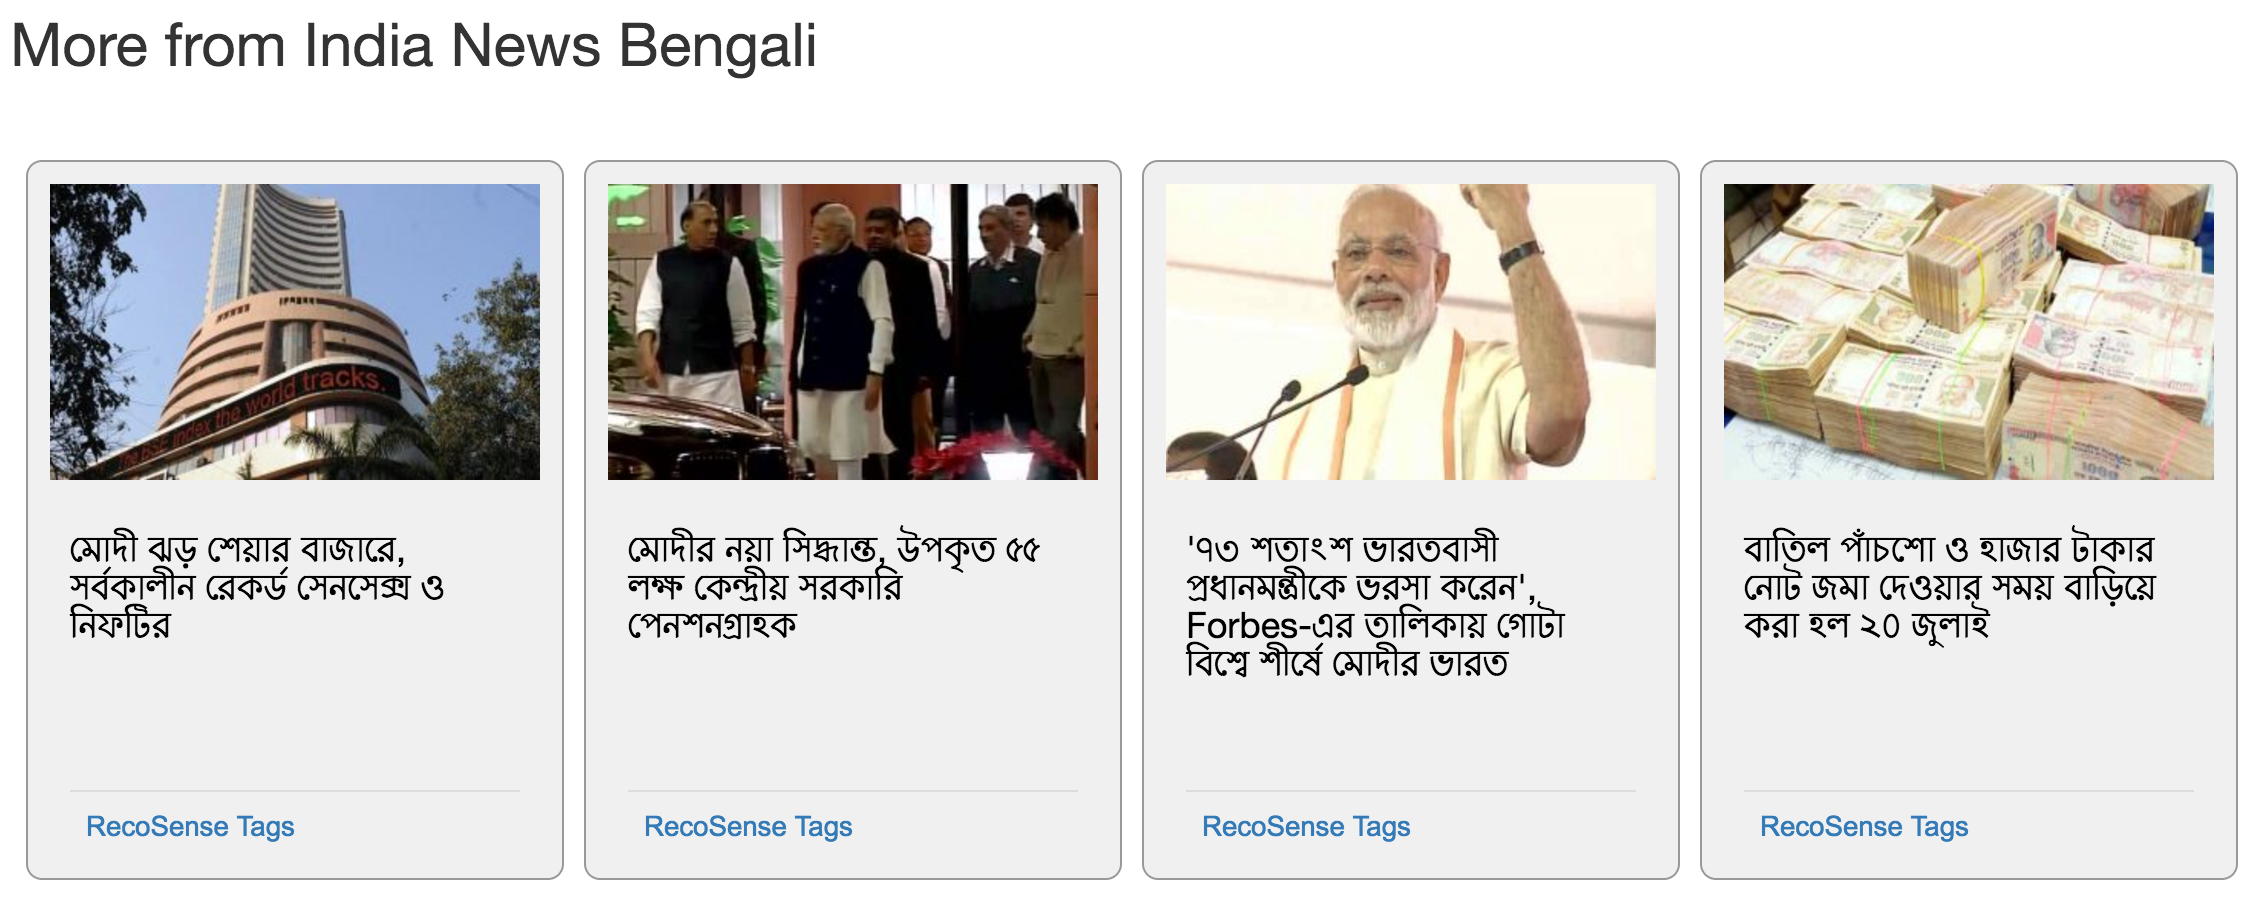 More from India News Bengali
The BSE index the world tracks.
মোদী ঝড় শেয়ার বাজারে,
সর্বকালীন রেকর্ড সেনসেক্স ও
নিফটির
RecoSense Tags
মোদীর নয়া সিদ্ধান্ত, উপকৃত ৫৫
লক্ষ কেন্দ্রীয় সরকারি
পেনশনগ্রাহক
RecoSense Tags
'৭৩ শতাংশ ভারতবাসী
প্রধানমন্ত্রীকে ভরসা করেন',
Forbes-এর তালিকায় গোটা
বিশ্বে শীর্ষে মোদীর ভারত
RecoSense Tags
বাতিল পাঁচশো ও হাজার টাকার
নোট জমা দেওয়ার সময় বাড়িয়ে
করা হল ২০ জুলাই
RecoSense Tags